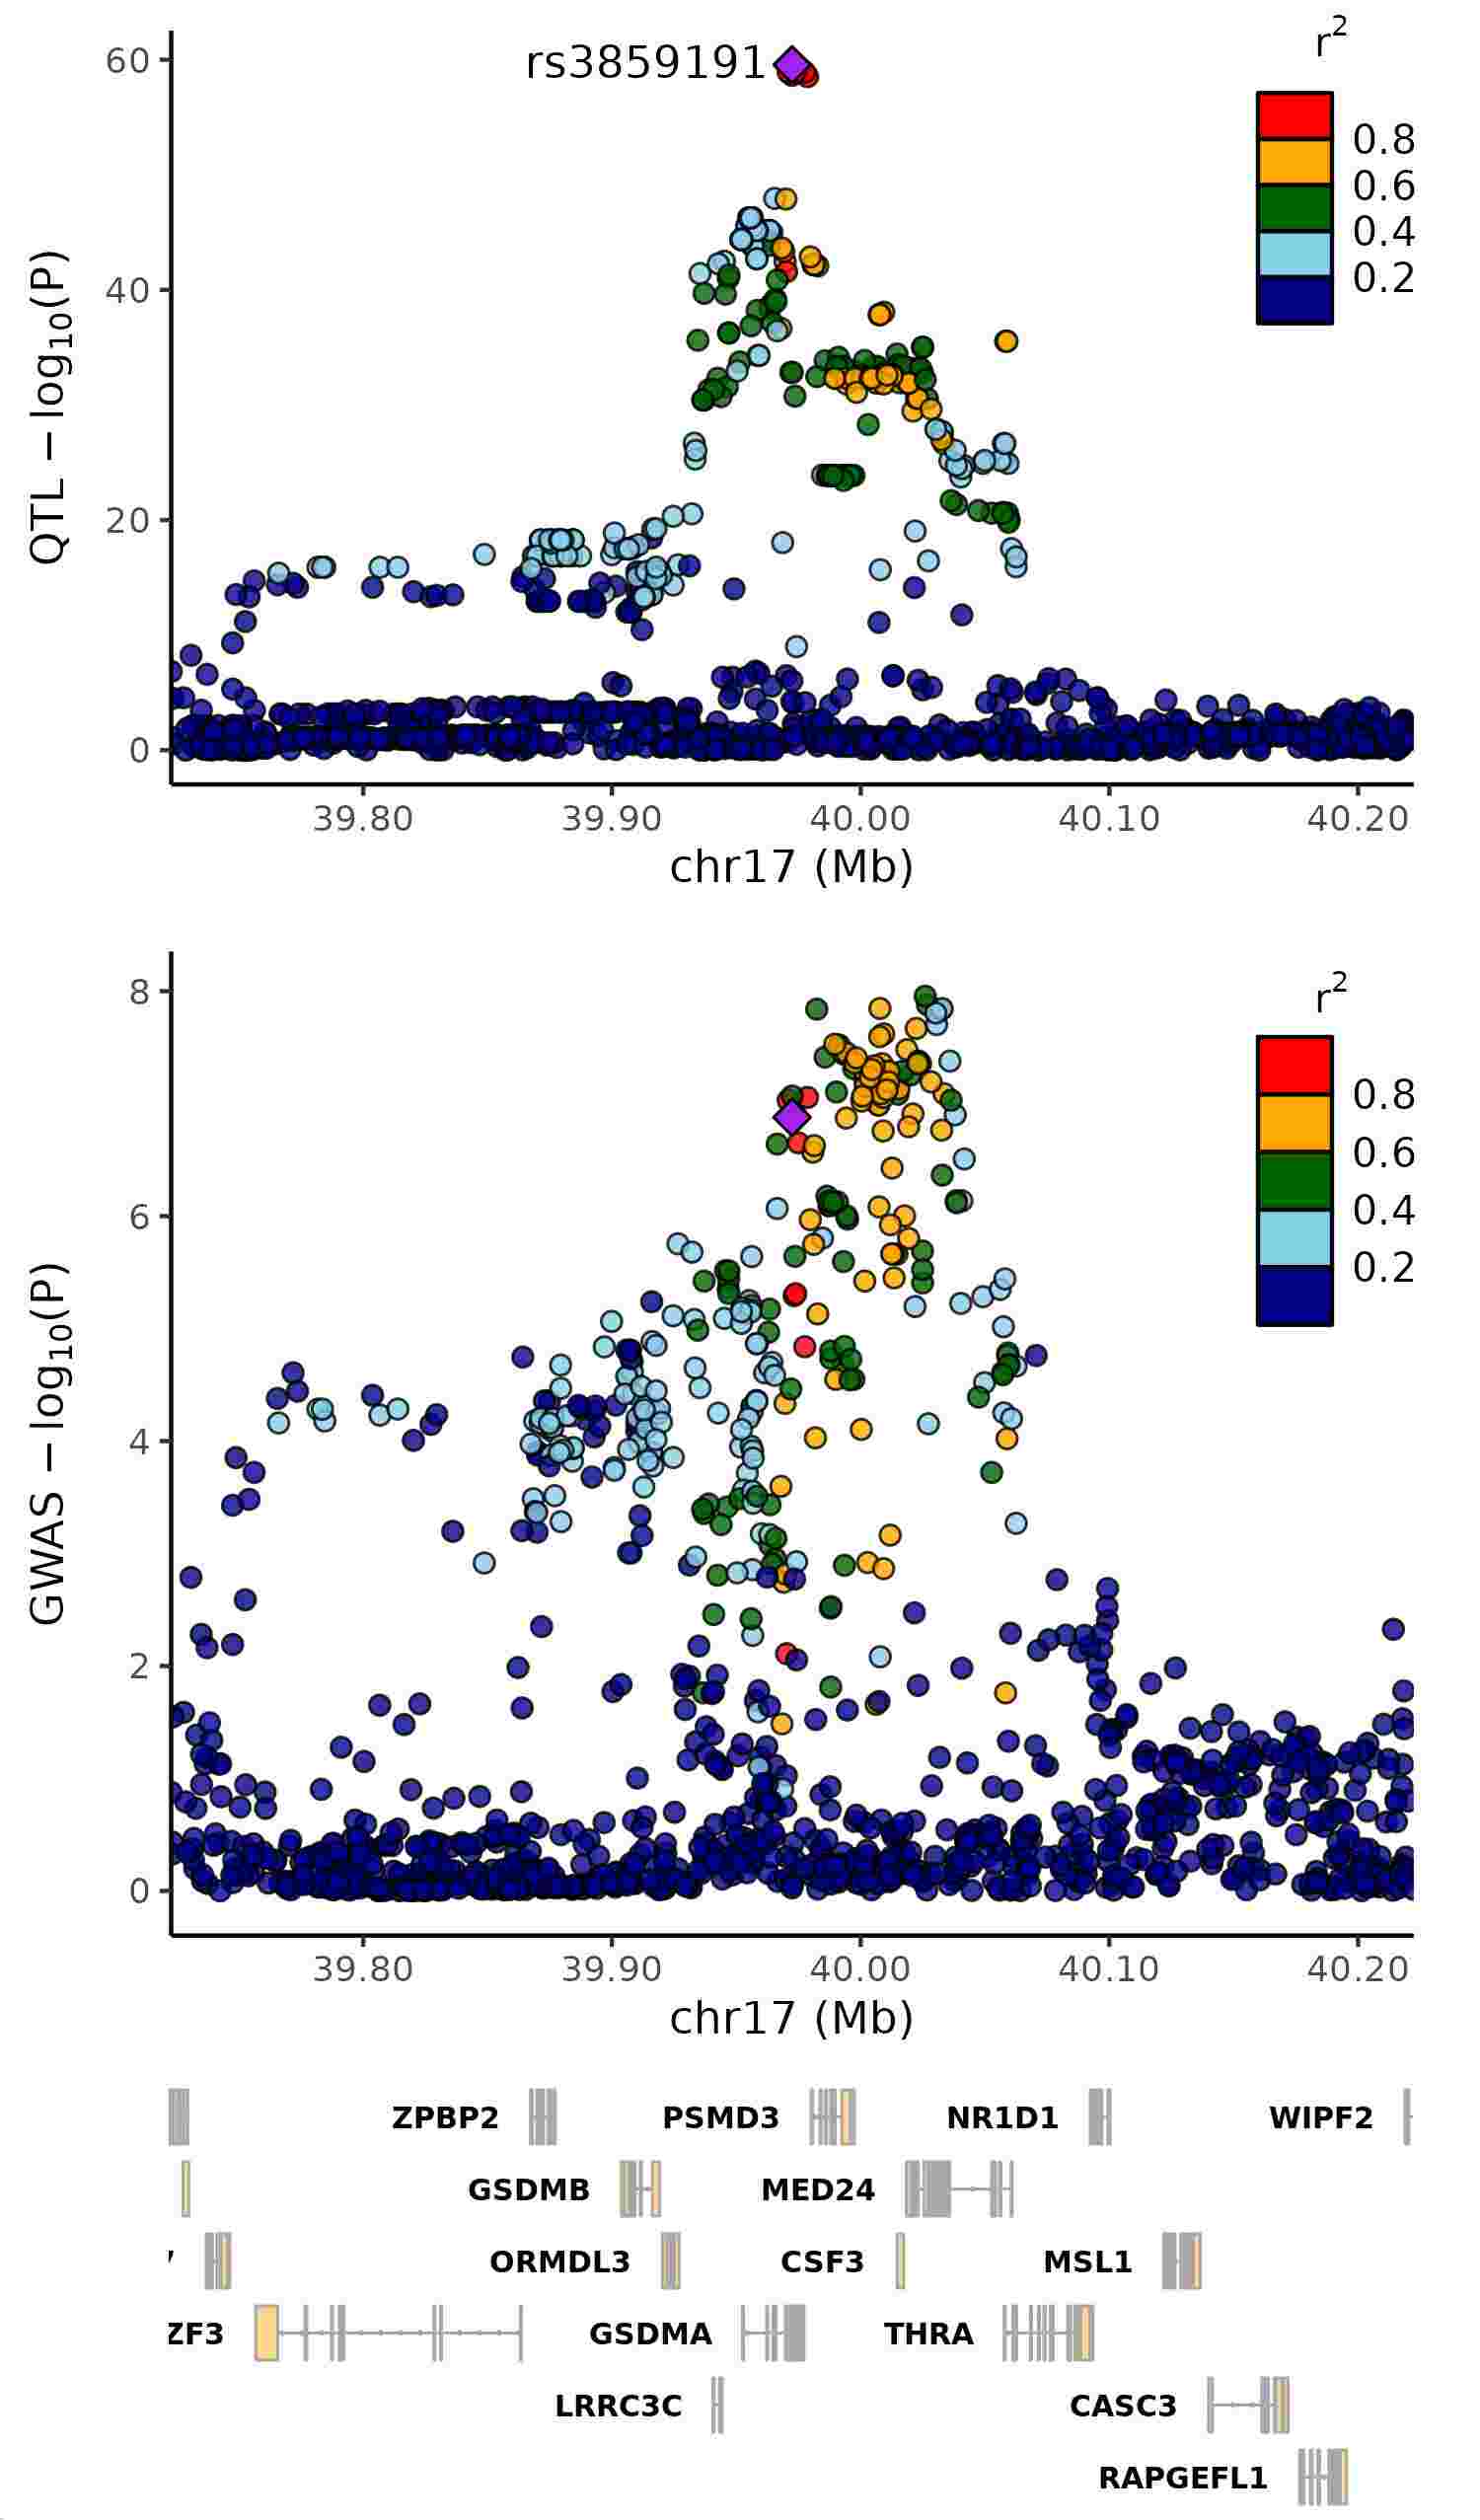 r2
60
rs3859191
0.8
0.6
0.4
0.2
40
20
0
QTL − log10(P)
39.80 39.90 40.00 40.10 40.20
chr17 (Mb)
8
r2
0.8
0.6
0.4
0.2
6
4
2
0
GWAS − log10(P)
39.80 39.90 40.00 40.10 40.20
chr17 (Mb)
ZPBP2 PSMD3 NR1D1 WIPF2
GSDMB MED24
ORMDL3 CSF3 MSL1
ZF3 GSDMA THRA
LRRC3C CASC3
RAPGEFL1